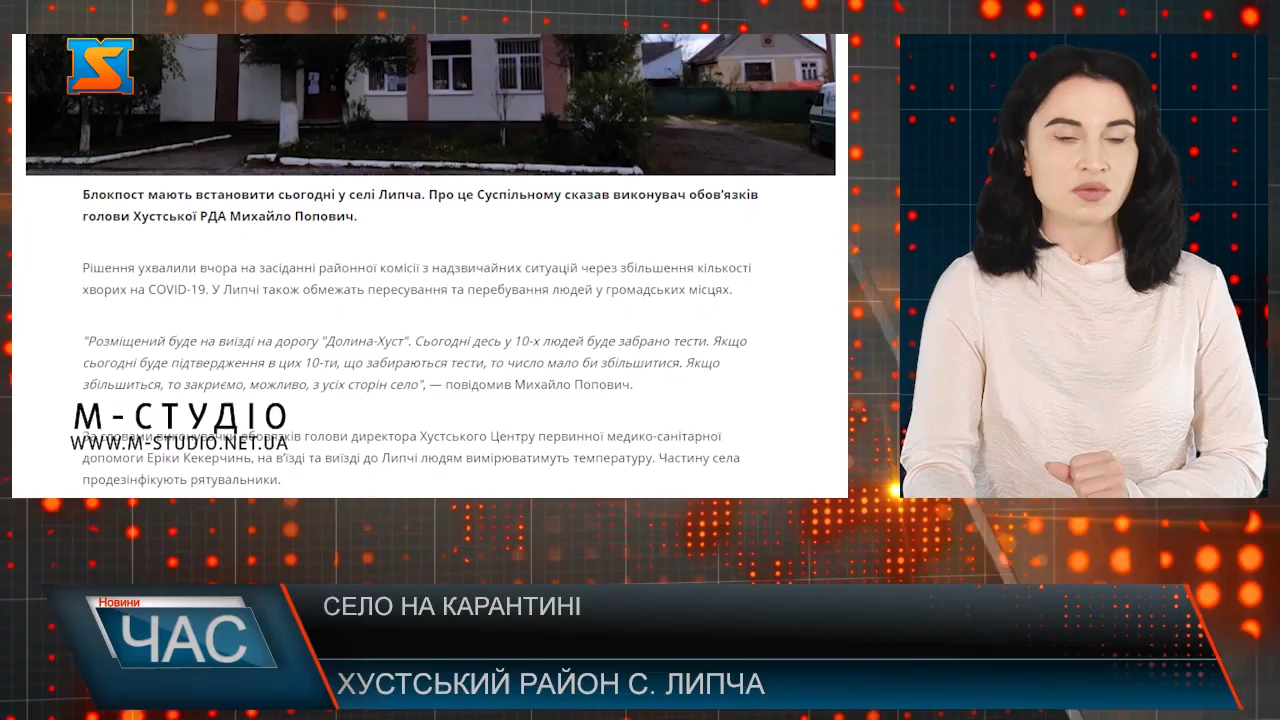 Блокпост мають встановити сьогодні у селі Липча. Про це Суспільному сказав виконувач обов'язків
голови Хустської РДА Михайло Попович.
Рішення ухвалили вчора на засіданні районної комісії з надзвичайних ситуацій через збільшення кількості
хворих на COVID-19. У Липчі також обмежать пересування та перебування людей у громадських місцях.
"Розміщений буде на виїзді на дорогу "Долина-Хуст". Сьогодні десь у 10-х людей буде забрано тести. Якщо
сьогодні буде підтвердження в цих 10-ти, що забираються тести, то число мало би збільшитися. Якщо
збільшиться, то закриємо, можливо, з усіх сторін село", — повідомив Михайло Попович.
М-СТУДІО
WWW.M-STUDIO.NET.UA
голови директора Хустського Центру первинної медико-санітарної
допомоги Еріки Кекерчинь, на в'їзді та виїзді до Липчі людям вимірюватимуть температуру. Частину села
продезінфікують рятувальники.
Новини
ЧАС
СЕЛО НА КАРАНТИНІ
ХУСТСЬКИЙ РАЙОН С. ЛИПЧА